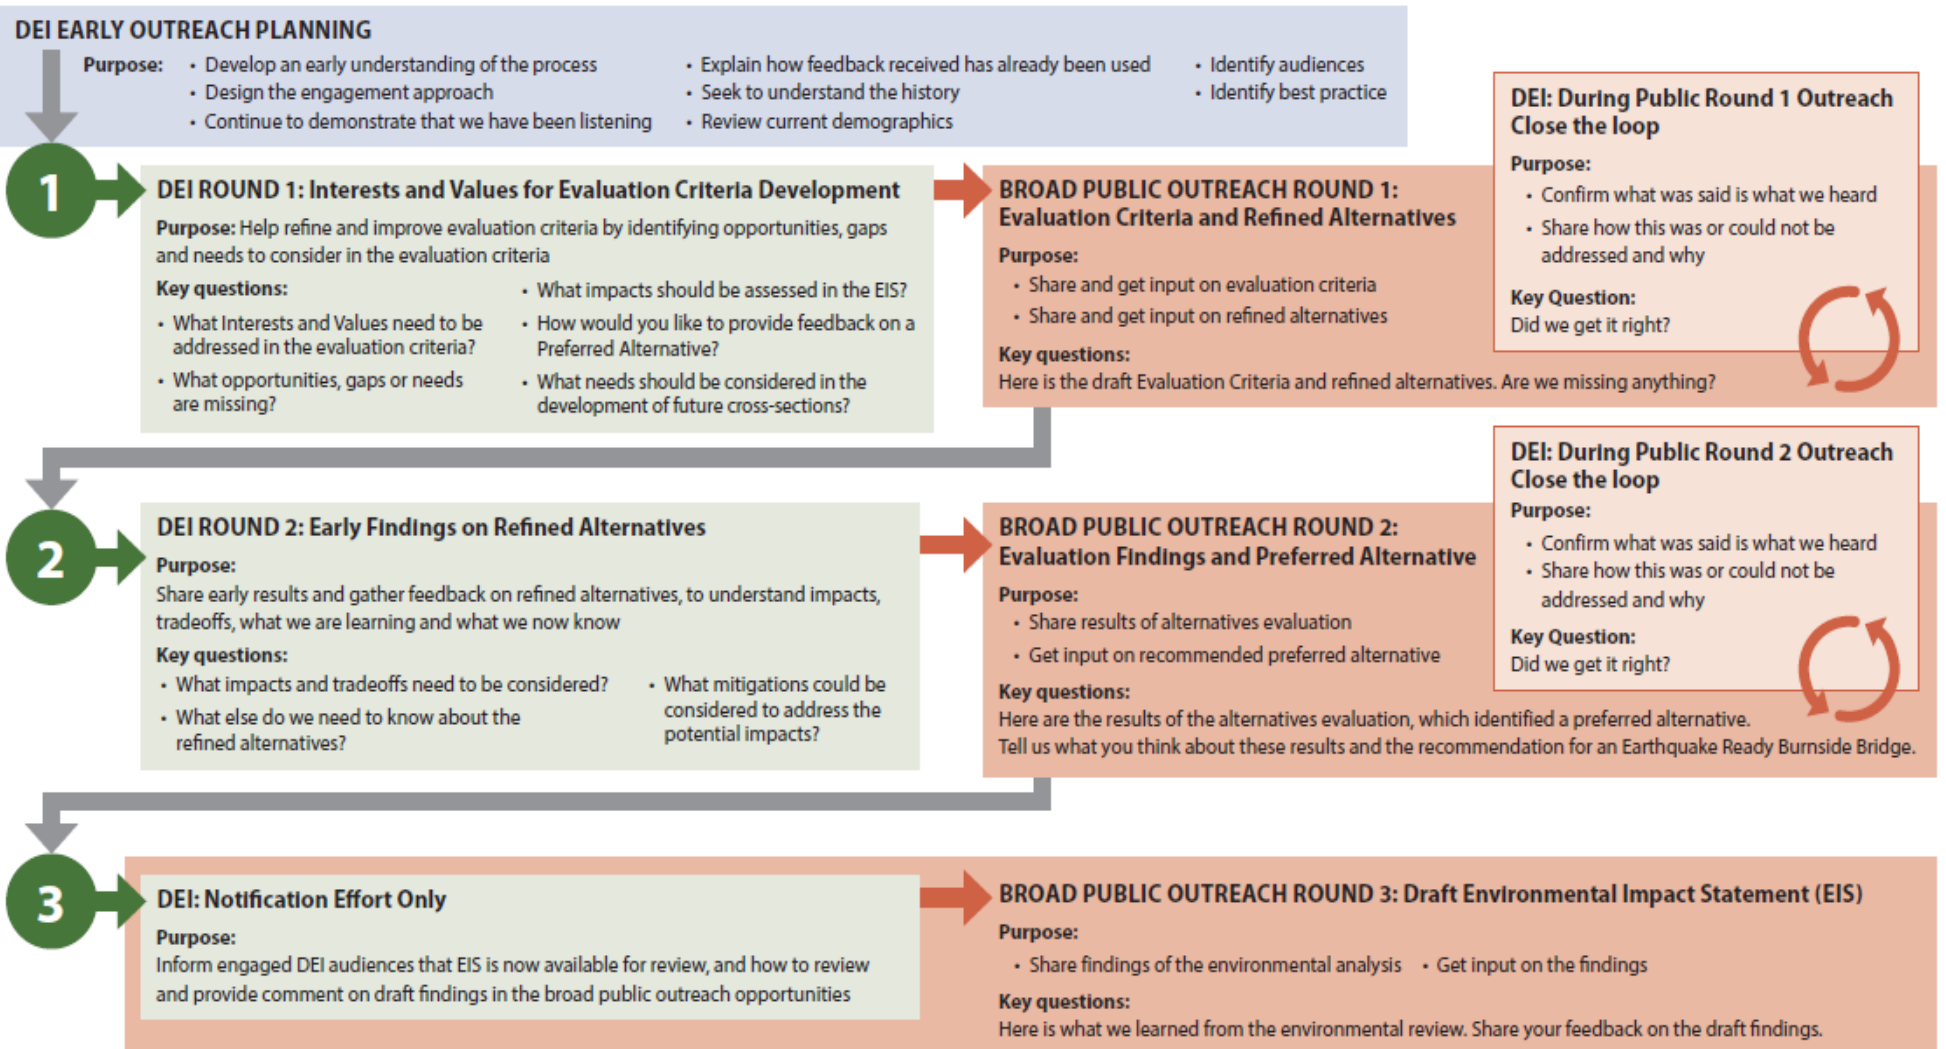 DEI EARLY OUTREACH PLANNING
Purpose:
• Develop an early understanding of the process
• Design the engagement approach
• Continue to demonstrate that we have been listening
• Explain how feedback received has already been used
• Seek to understand the history
• Review current demographics
• Identify audiences
• Identify best practice
1
DEI ROUND 1: Interests and Values for Evaluation Criteria Development
Purpose: Help refine and improve evaluation criteria by identifying opportunities, gaps
and needs to consider in the evaluation criteria
Key questions:
• What Interests and Values need to be
addressed in the evaluation criteria?
• What opportunities, gaps or needs
are missing?
• What impacts should be assessed in the EIS?
• How would you like to provide feedback on a
Preferred Alternative?
• What needs should be considered in the
development of future cross-sections?
BROAD PUBLIC OUTREACH ROUND 1:
Evaluation Criteria and Refined Alternatives
Purpose:
• Share and get input on evaluation criteria
• Share and get input on refined alternatives
Key questions:
Here is the draft Evaluation Criteria and refined alternatives. Are we missing anything?
DEI: During Public Round 1 Outreach
Close the loop
Purpose:
• Confirm what was said is what we heard
• Share how this was or could not be
addressed and why
Key Question:
Did we get it right?
2
DEI ROUND 2: Early Findings on Refined Alternatives
Purpose:
Share early results and gather feedback on refined alternatives, to understand impacts,
tradeoffs, what we are learning and what we now know
Key questions:
• What impacts and tradeoffs need to be considered?
• What else do we need to know about the
refined alternatives?
• What mitigations could be
considered to address the
potential impacts?
BROAD PUBLIC OUTREACH ROUND 2:
Evaluation Findings and Preferred Alternative
Purpose:
• Share results of alternatives evaluation
• Get input on recommended preferred alternative
Key questions:
Here are the results of the alternatives evaluation, which identified a preferred alternative.
Tell us what you think about these results and the recommendation for an Earthquake Ready Burnside Bridge.
DEI: During Public Round 2 Outreach
Close the loop
Purpose:
• Confirm what was said is what we heard
• Share how this was or could not be
addressed and why
Key Question:
Did we get it right?
3
DEI: Notification Effort Only
Purpose:
Inform engaged DEI audiences that EIS is now available for review, and how to review
and provide comment on draft findings in the broad public outreach opportunities
BROAD PUBLIC OUTREACH ROUND 3: Draft Environmental Impact Statement (EIS)
Purpose:
• Share findings of the environmental analysis • Get input on the findings
Key questions:
Here is what we learned from the environmental review. Share your feedback on the draft findings.